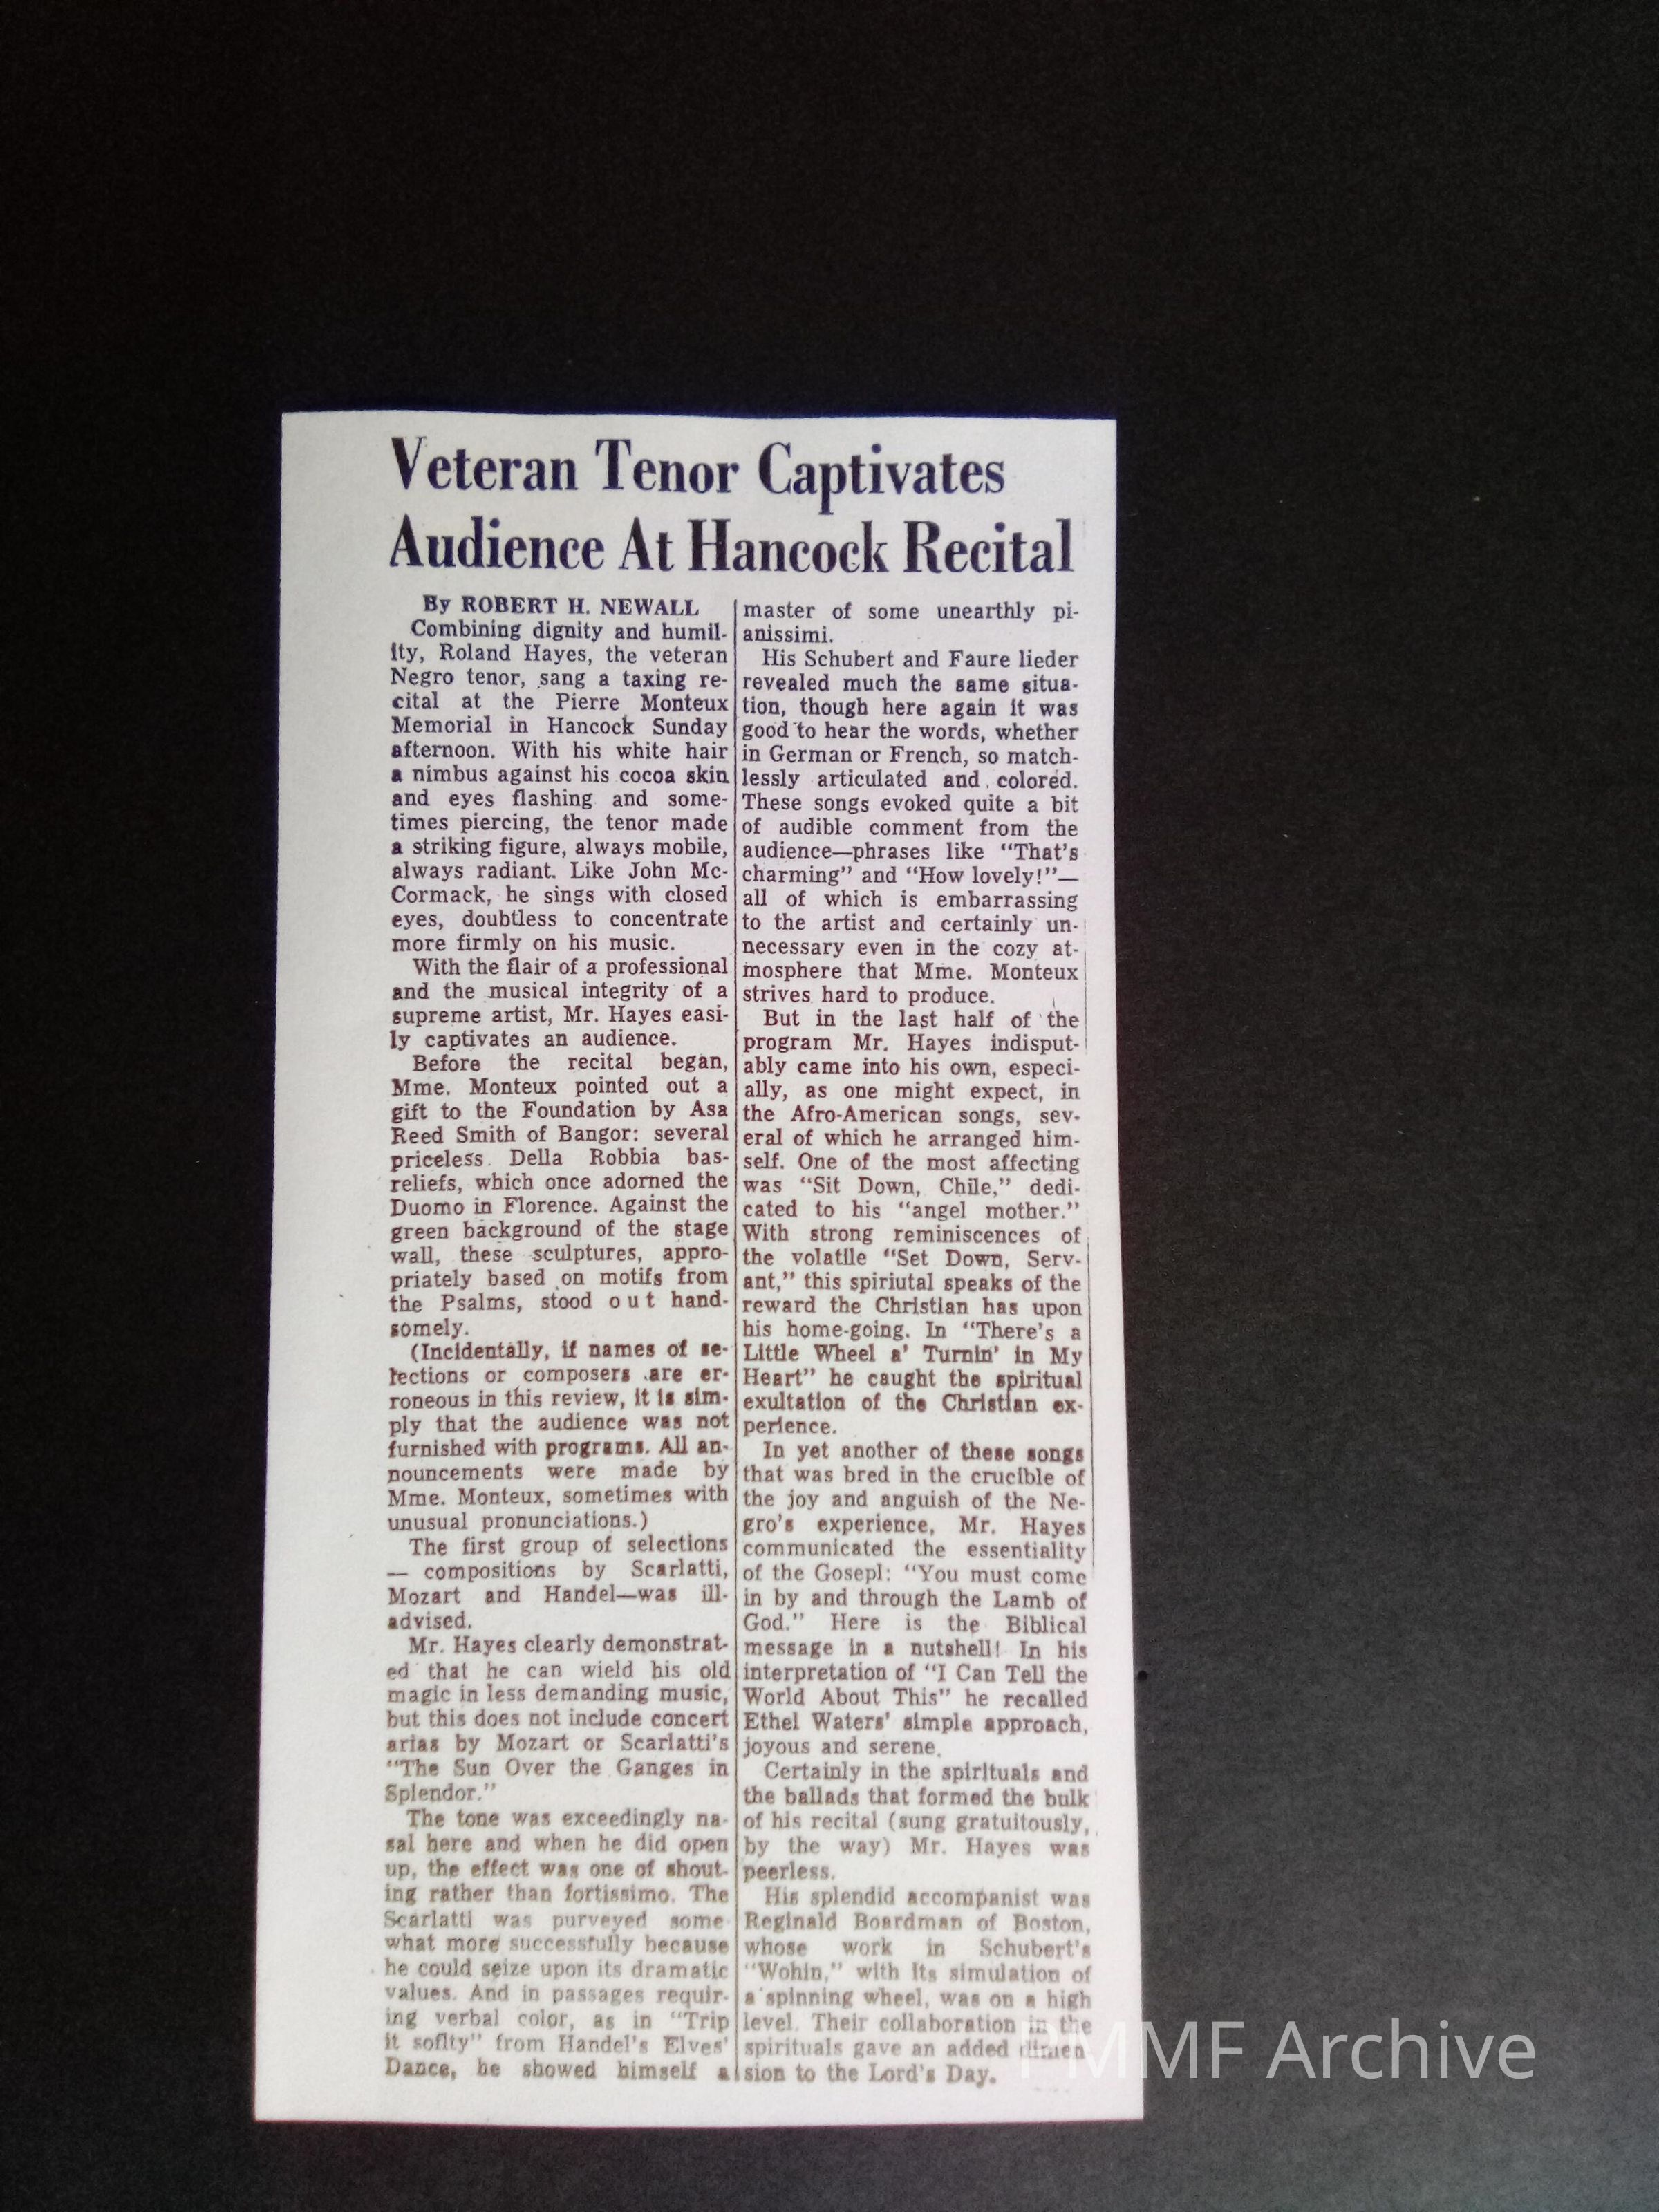 Veteran Tenor Captivates
Audience At Hancock Recital
By ROBERT H. NEWALL
Combining dignity and humil-
ity, Roland Hayes, the veteran
Negro tenor, sang a taxing re-
cital at the Pierre Monteux
Memorial in Hancock Sunday
afternoon. With his white hair
a nimbus against his cocoa skin
and eyes flashing and some-
times piercing, the tenor made
a striking figure, always mobile,
always radiant. Like John Mc-
Cormack, he sings with closed
eyes, doubtless to concentrate
more firmly on his music.
With the flair of a professional
and the musical integrity of a
supreme artist, Mr. Hayes easi-
ly captivates an audience.
Before the recital began,
Mme. Monteux pointed out a
gift to the Foundation by Asa
Reed Smith of Bangor: several
priceless Della Robbia bas-
reliefs, which once adorned the
Duomo in Florence. Against the
green background of the stage
wall, these sculptures, appro-
priately based on motifs from
the Psalms, stood out hand-
somely.
(Incidentally, if names of se-
lections or composers are er-
roneous in this review, it is sim-
ply that the audience was not
furnished with programs. All an-
nouncements were made by
Mme. Monteux, sometimes with
unusual pronunciations.)
The first group of selections
— compositions by Scarlatti,
Mozart and Handel—was ill-
advised.
Mr. Hayes clearly demonstrat-
ed that he can wield his old
magic in less demanding music,
but this does not include concert
arias by Mozart or Scarlatti's
"The Sun Over the Ganges in
Splendor."
The tone was exceedingly na-
sal here and when he did open
up, the effect was one of shout-
ing rather than fortissimo. The
Scarlatti was purveyed some-
what more successfully because
he could seize upon its dramatic
values. And in passages requir-
ing verbal color, as in "Trip
it soflty" from Handel's Elves'
Dance, he showed himself a
master of some unearthly pi-
anissimi.
His Schubert and Faure lieder
revealed much the same situa-
tion, though here again it was
good to hear the words, whether
in German or French, so match-
lessly articulated and colored.
These songs evoked quite a bit
of audible comment from the
audience—phrases like "That's
charming" and "How lovely!"—
all of which is embarrassing
to the artist and certainly un-
necessary even in the cozy at-
mosphere that Mme. Monteux
strives hard to produce.
But in the last half of the
program Mr. Hayes indisput-
ably came into his own, especi-
ally, as one might expect, in
the Afro-American songs, sev-
eral of which he arranged him-
self. One of the most affecting
was "Sit Down, Chile," dedi-
cated to his "angel mother."
With strong reminiscences of
the volatile "Set Down, Serv-
ant," this spiriutal speaks of the
reward the Christian has upon
his home-going. In "There's a
Little Wheel a' Turnin' in My
Heart" he caught the spiritual
exultation of the Christian ex-
perience.
In yet another of these songs
that was bred in the crucible of
the joy and anguish of the Ne-
gro's experience, Mr. Hayes
communicated the essentiality
of the Gosepl: "You must come
in by and through the Lamb of
God." Here is the Biblical
message in a nutshell! In his
interpretation of "I Can Tell the
World About This" he recalled
Ethel Waters' simple approach,
joyous and serene.
Certainly in the spirituals and
the ballads that formed the bulk
of his recital (sung gratuitously,
by the way) Mr. Hayes was
peerless.
His splendid accompanist was
Reginald Boardman of Boston,
whose work in Schubert's
"Wohin," with its simulation of
a spinning wheel, was on a high
level. Their collaboration in the
spirituals gave an added dimen-
sion to the Lord's Day.
PMMF Archive